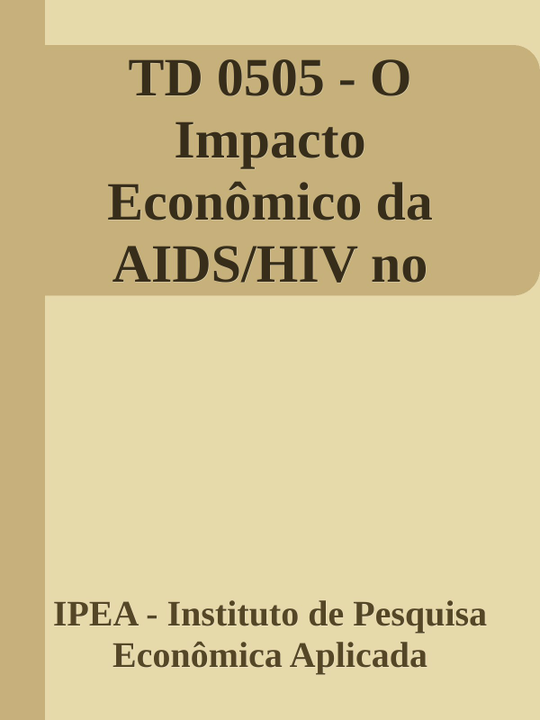 TD 0505 - O
Impacto
Econômico da
AIDS/HIV no
IPEA - Instituto de Pesquisa
Econômica Aplicada